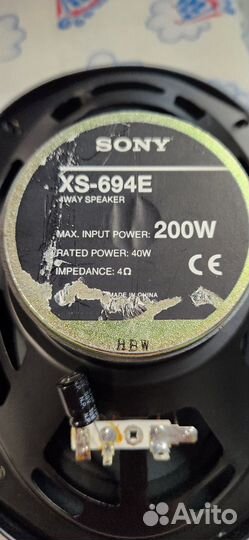 SONY
XS-694E
4WAY SPEAKER
MAX. INPUT POWER: 200W
RATED POWER: 40W
IMPEDANCE: 4Ω
CE
MADE IN CHINA
HBW
Avito